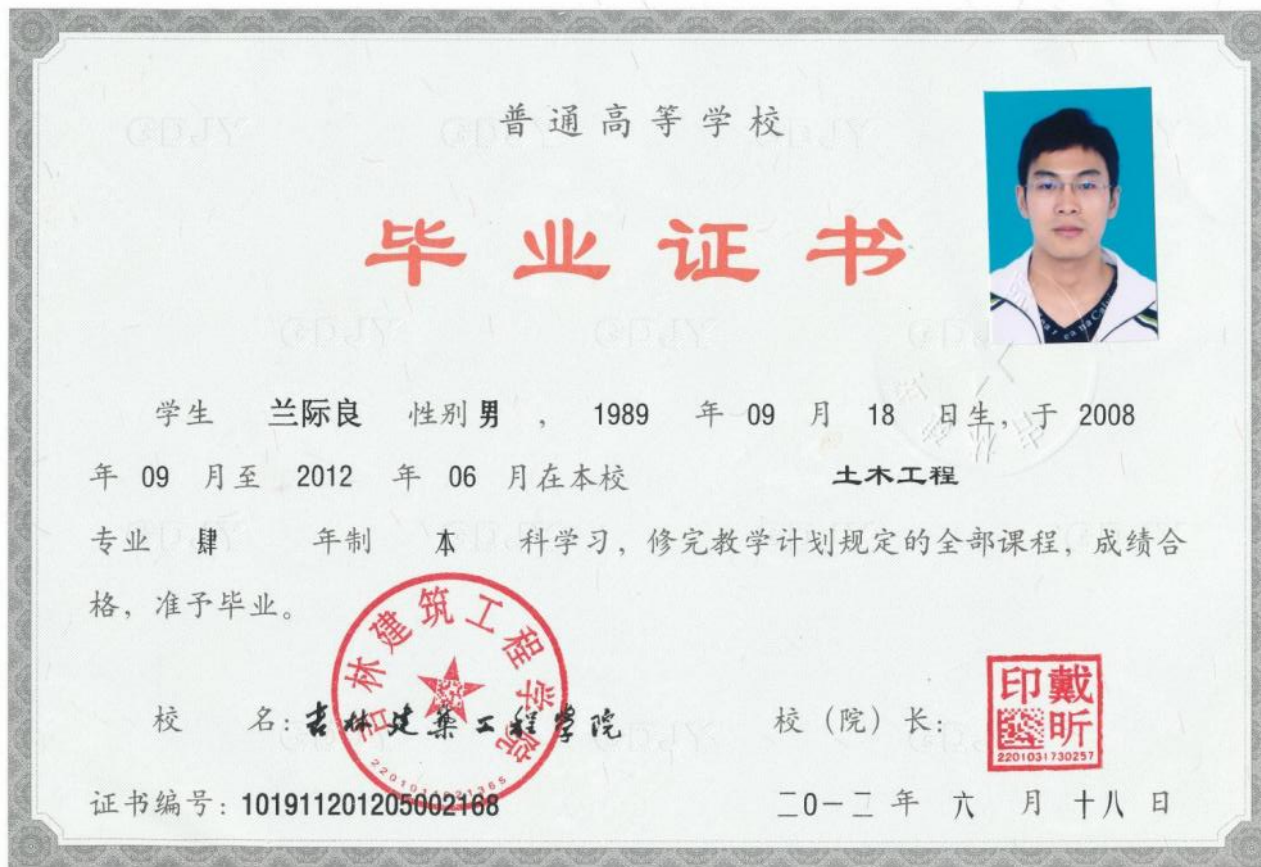 普通高等学校
毕业证书
学生 兰际良 性别 男 , 1989 年 09 月 18 日生, 于 2008
年 09 月至 2012 年 06 月在本校 土木工程
专业 肆 年制 本 科学习, 修完教学计划规定的全部课程, 成绩合
格, 准予毕业。
吉林建筑工程学院
校 名: 吉林建筑工程学院
校 (院) 长:
戴昕印
2201031730257
证书编号: 101911201205002168
二0一二 年 六 月 十八 日